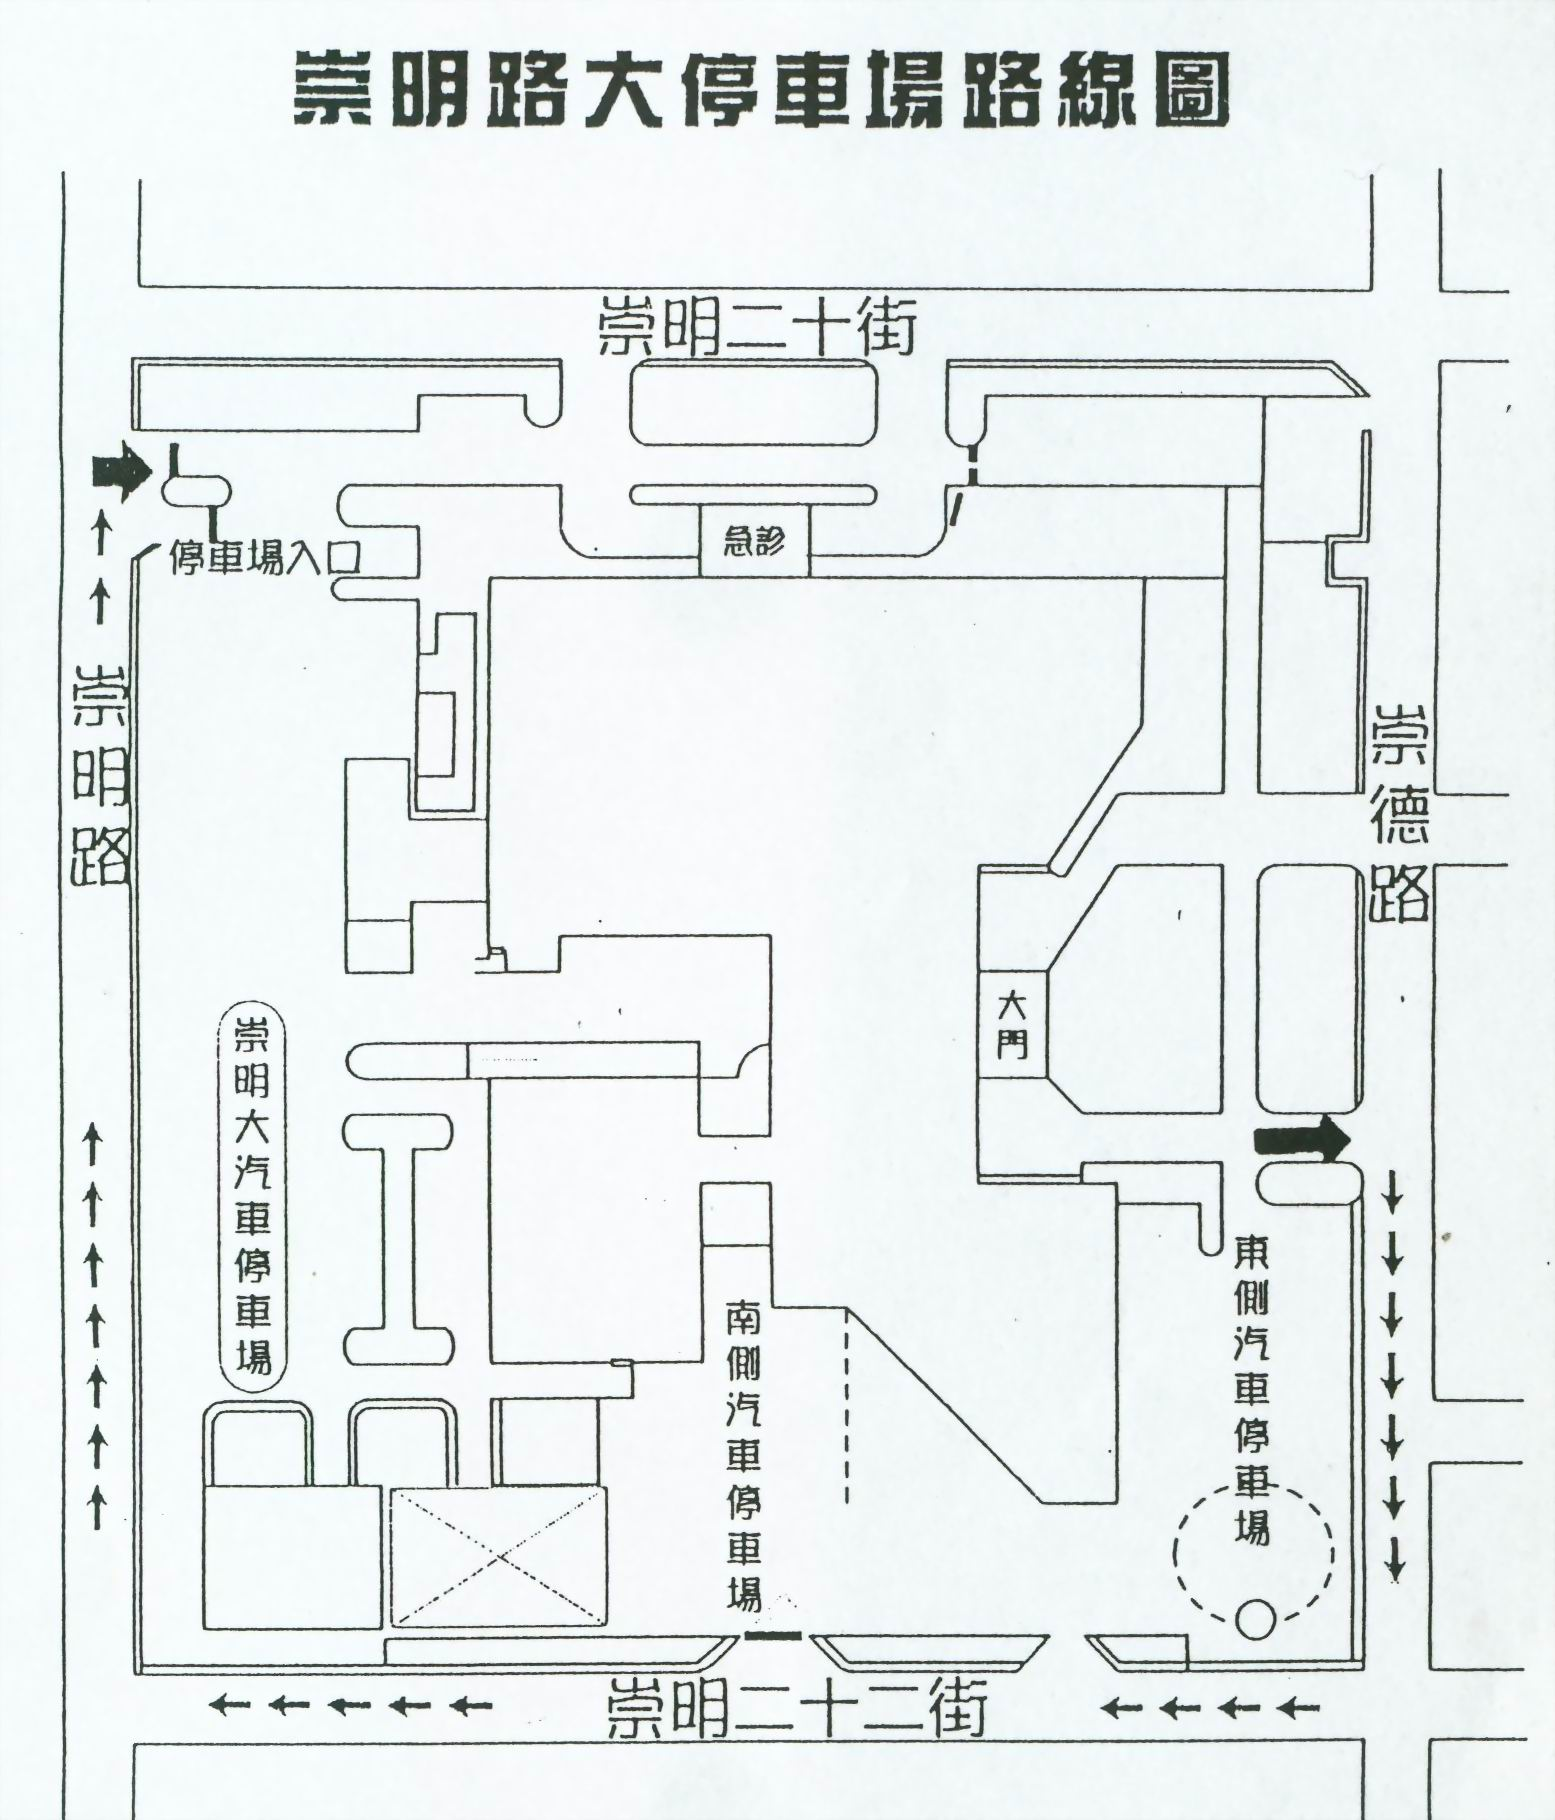 崇明路大停車場路線圖
崇明二十街
急診
停車場入口
崇明路
崇德路
大門
崇明大汽車停車場
東側汽車停車場
南側汽車停車場
崇明二十二街